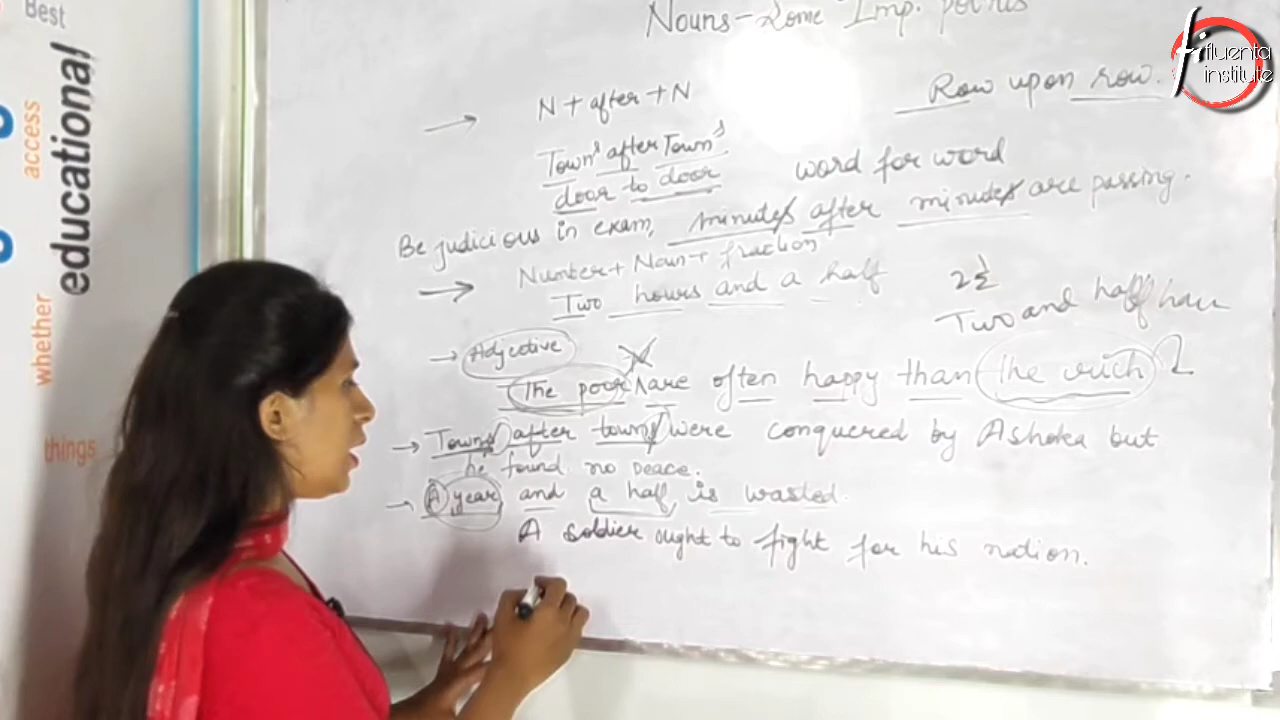 Best
access
educational
whether
things
fluenta
institute
Nouns - Some Imp. points
N + after + N
Row upon row.
Town's after Town's
door to door
word for word
Be judicious in exam, minutes after minutes are passing.
Number + Noun + fraction
Two hours and a half
2 1/2
Two and half hour
Adjective
The poor are often happy than the rich
Towns after towns were conquered by Ashoka but
he found no peace.
A year and a half is wasted.
A soldier ought to fight for his nation.